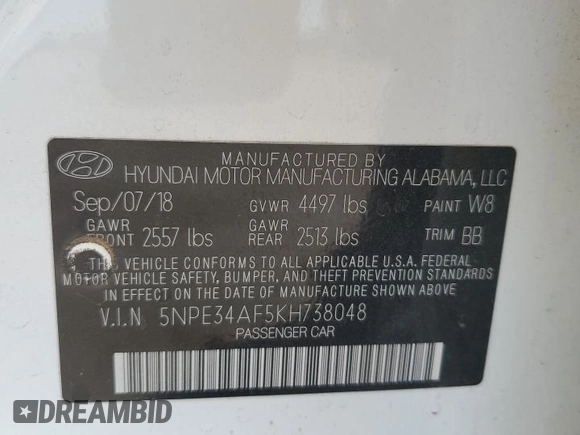 MANUFACTURED BY
HYUNDAI MOTOR MANUFACTURING ALABAMA, LLC
Sep/07/18 GVWR 4497 lbs PAINT W8
GAWR FRONT 2557 lbs GAWR REAR 2513 lbs TRIM BB
THIS VEHICLE CONFORMS TO ALL APPLICABLE U.S.A. FEDERAL
MOTOR VEHICLE SAFETY, BUMPER, AND THEFT PREVENTION STANDARDS
IN EFFECT ON THE DATE OF MANUFACTURE SHOWN ABOVE.
V.I.N 5NPE34AF5KH738048
PASSENGER CAR
DREAMBID